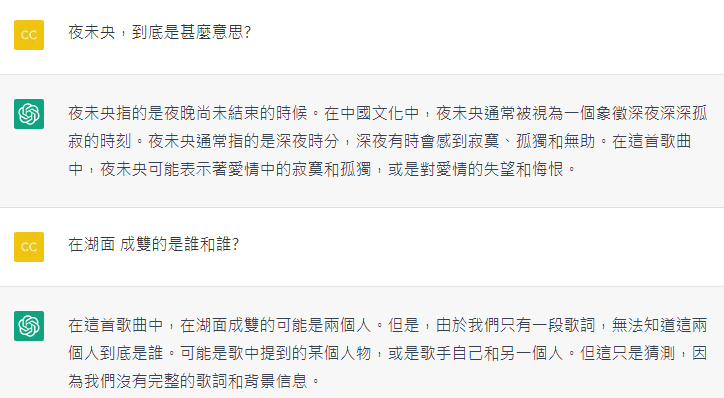 CC
夜未央，到底是甚麼意思?
夜未央指的是夜晚尚未結束的時候。在中國文化中，夜未央通常被視為一個象徵深夜深深孤
寂的時刻。夜未央通常指的是深夜時分，深夜有時會感到寂寞、孤獨和無助。在這首歌曲
中，夜未央可能表示著愛情中的寂寞和孤獨，或是對愛情的失望和悔恨。
CC
在湖面 成雙的是誰和誰?
在這首歌曲中，在湖面成雙的可能是兩個人。但是，由於我們只有一段歌詞，無法知道這兩
個人到底是誰。可能是歌中提到的某個人物，或是歌手自己和另一個人。但這只是猜測，因
為我們沒有完整的歌詞和背景信息。